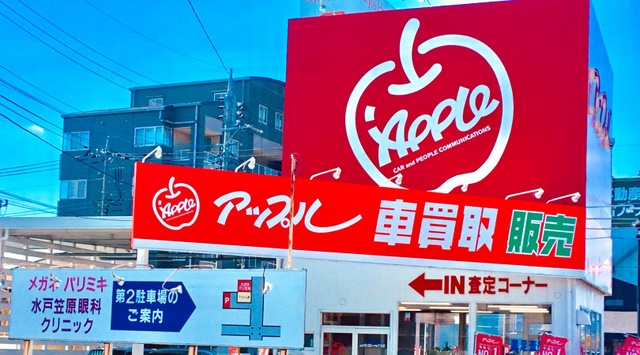 APPLE
CAR and PEOPLE COMMUNICATIONS
APPLE
アップル 車買取 販売
IN 査定コーナー
メガネ パリミキ
水戸笠原眼科
クリニック
第2駐車場の
ご案内
P